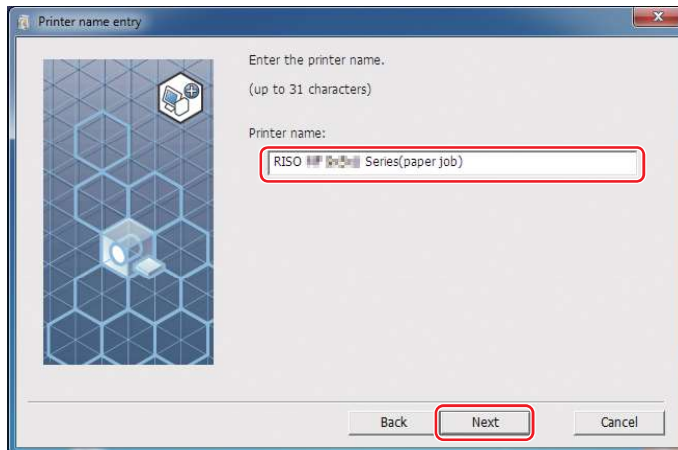 Printer name entry
Enter the printer name.
(up to 31 characters)
Printer name:
RISO Series(paper job)
Back Next Cancel